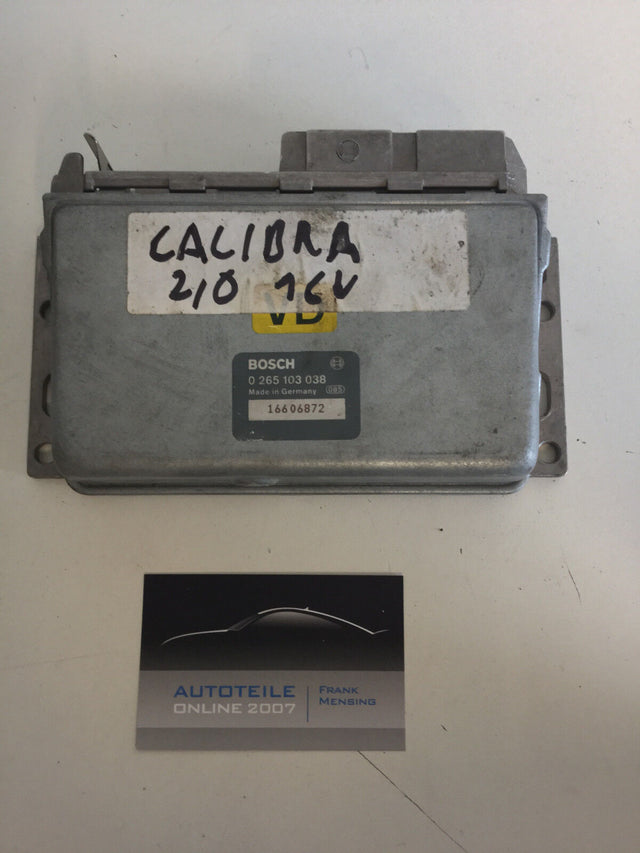 CALIBRA
2,0 16V
VD
BOSCH
0 265 103 038
Made in Germany 085
16606872
AUTOTEILE
ONLINE 2007
FRANK
MENSING